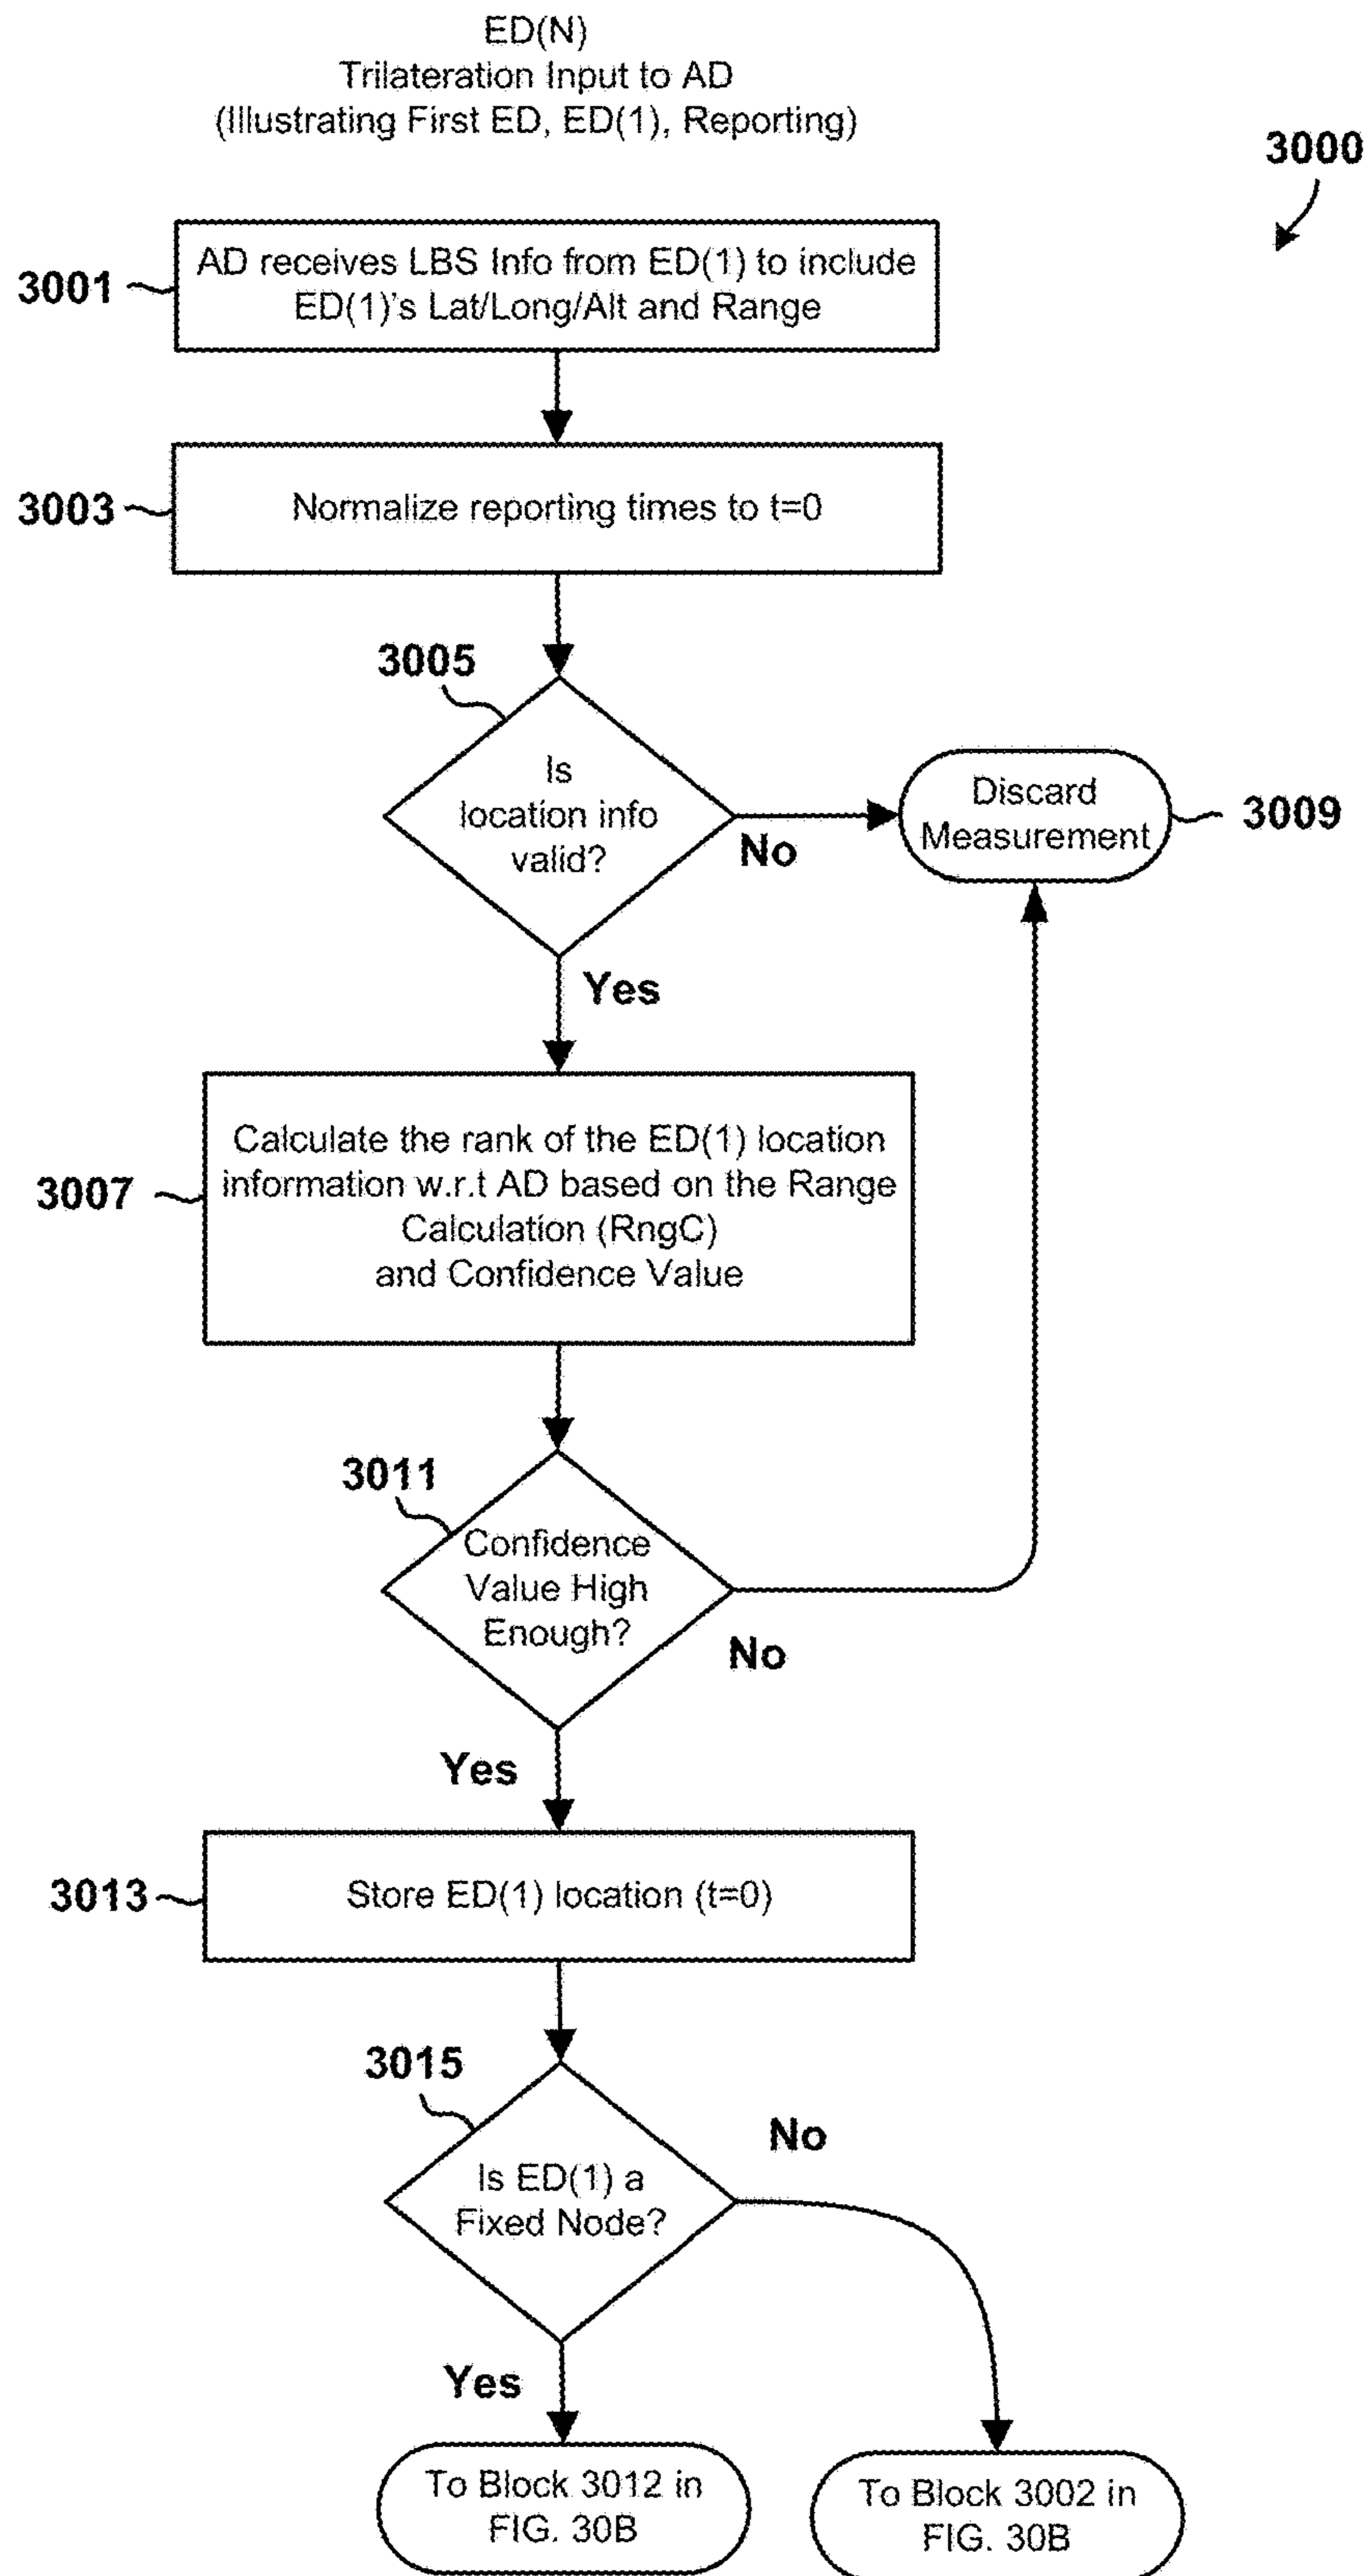 ED(N)
Trilateration Input to AD
(Illustrating First ED, ED(1), Reporting)
3000
AD receives LBS Info from ED(1) to include
ED(1)'s Lat/Long/Alt and Range
3001
Normalize reporting times to t=0
3003
3005
Is
location info
valid?
No
Discard
Measurement
3009
Yes
Calculate the rank of the ED(1) location
information w.r.t AD based on the Range
Calculation (RngC)
and Confidence Value
3007
3011
Confidence
Value High
Enough?
No
Yes
Store ED(1) location (t=0)
3013
3015
Is ED(1) a
Fixed Node?
No
Yes
To Block 3012 in
FIG. 30B
To Block 3002 in
FIG. 30B